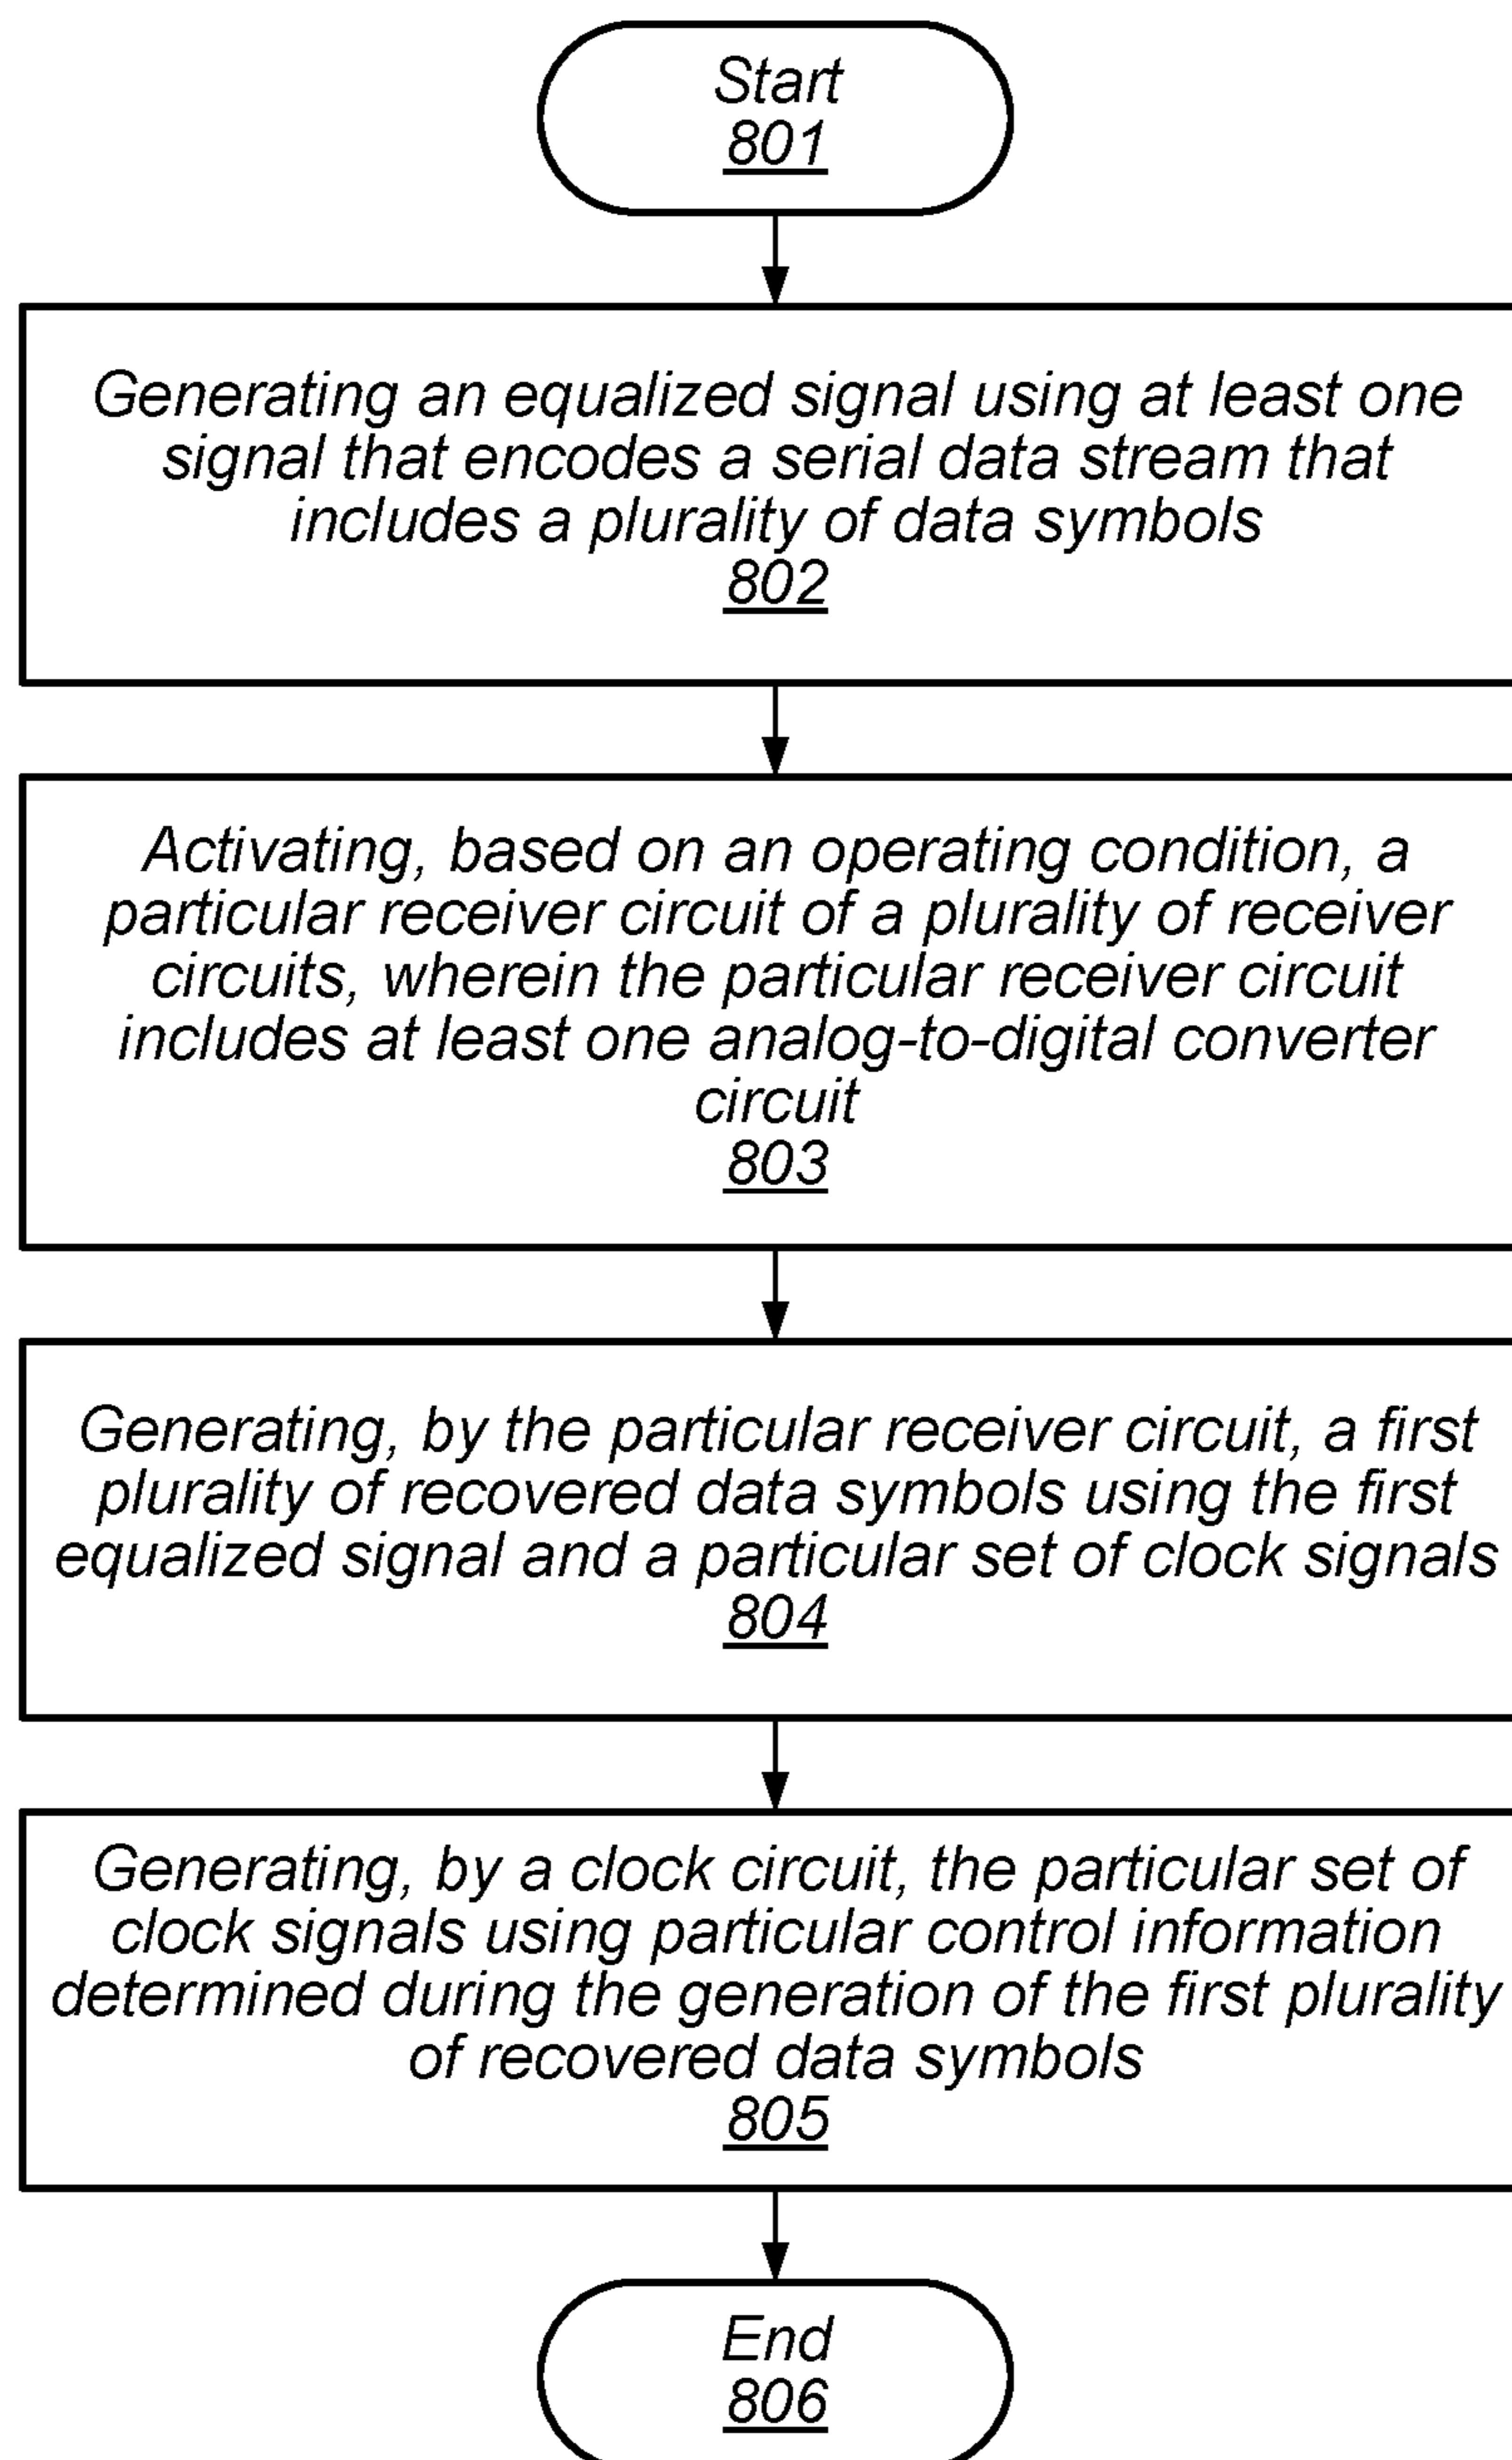 Start
801
Generating an equalized signal using at least one
signal that encodes a serial data stream that
includes a plurality of data symbols
802
Activating, based on an operating condition, a
particular receiver circuit of a plurality of receiver
circuits, wherein the particular receiver circuit
includes at least one analog-to-digital converter
circuit
803
Generating, by the particular receiver circuit, a first
plurality of recovered data symbols using the first
equalized signal and a particular set of clock signals
804
Generating, by a clock circuit, the particular set of
clock signals using particular control information
determined during the generation of the first plurality
of recovered data symbols
805
End
806